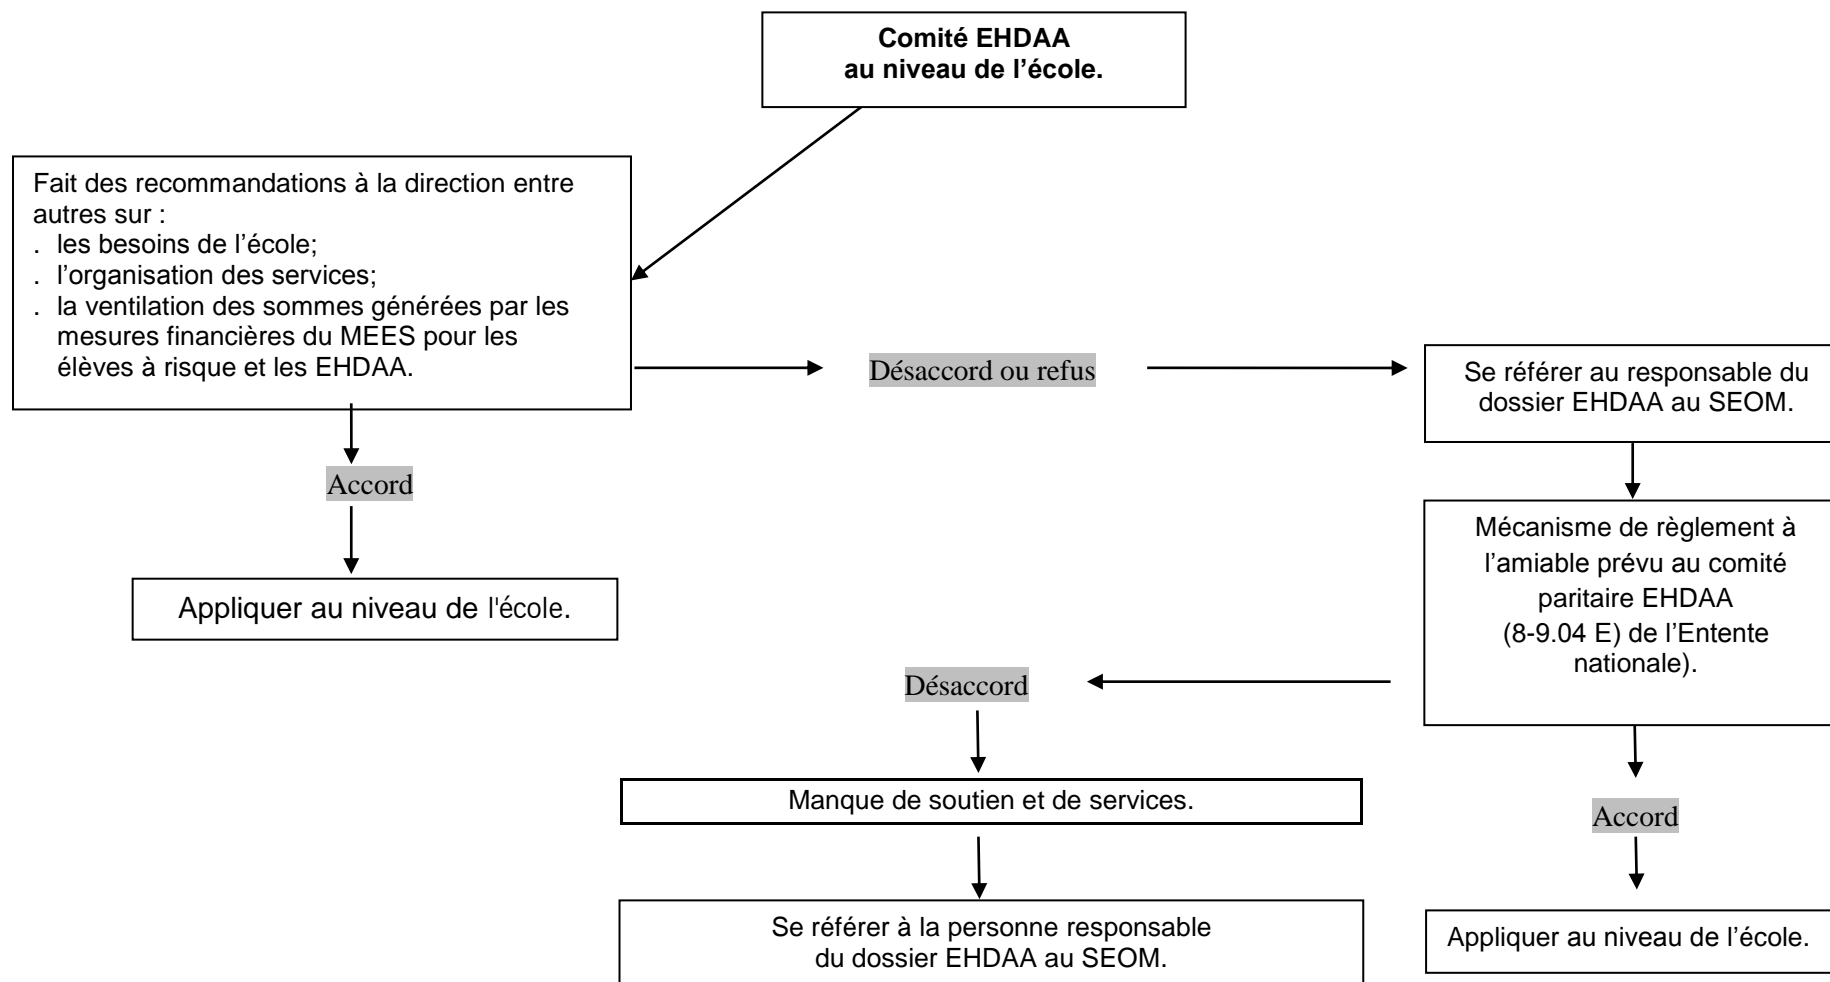 Comité EHDAA
au niveau de l’école.
Fait des recommandations à la direction entre
autres sur :
. les besoins de l’école;
. l’organisation des services;
. la ventilation des sommes générées par les
mesures financières du MEES pour les
élèves à risque et les EHDAA.
Désaccord ou refus
Se référer au responsable du
dossier EHDAA au SEOM.
Accord
Appliquer au niveau de l'école.
Mécanisme de règlement à
l’amiable prévu au comité
paritaire EHDAA
(8-9.04 E) de l’Entente
nationale).
Désaccord
Manque de soutien et de services.
Accord
Se référer à la personne responsable
du dossier EHDAA au SEOM.
Appliquer au niveau de l’école.